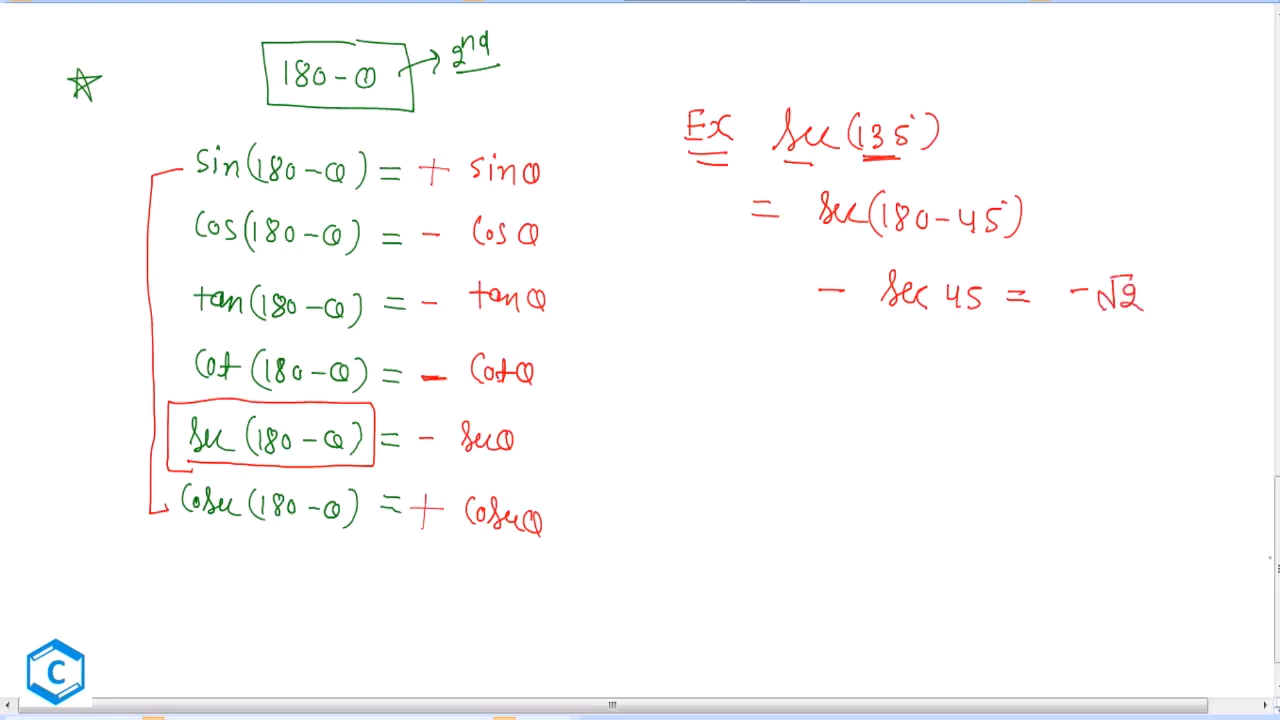 180-θ → 2nd
sin(180-θ) = + sinθ
Cos(180-θ) = - Cosθ
tan(180-θ) = - tanθ
Cot(180-θ) = - Cotθ
sec(180-θ) = - secθ
Cosec(180-θ) = + Cosecθ
Ex sec(135°)
= sec(180-45°)
- sec 45 = -√2
C